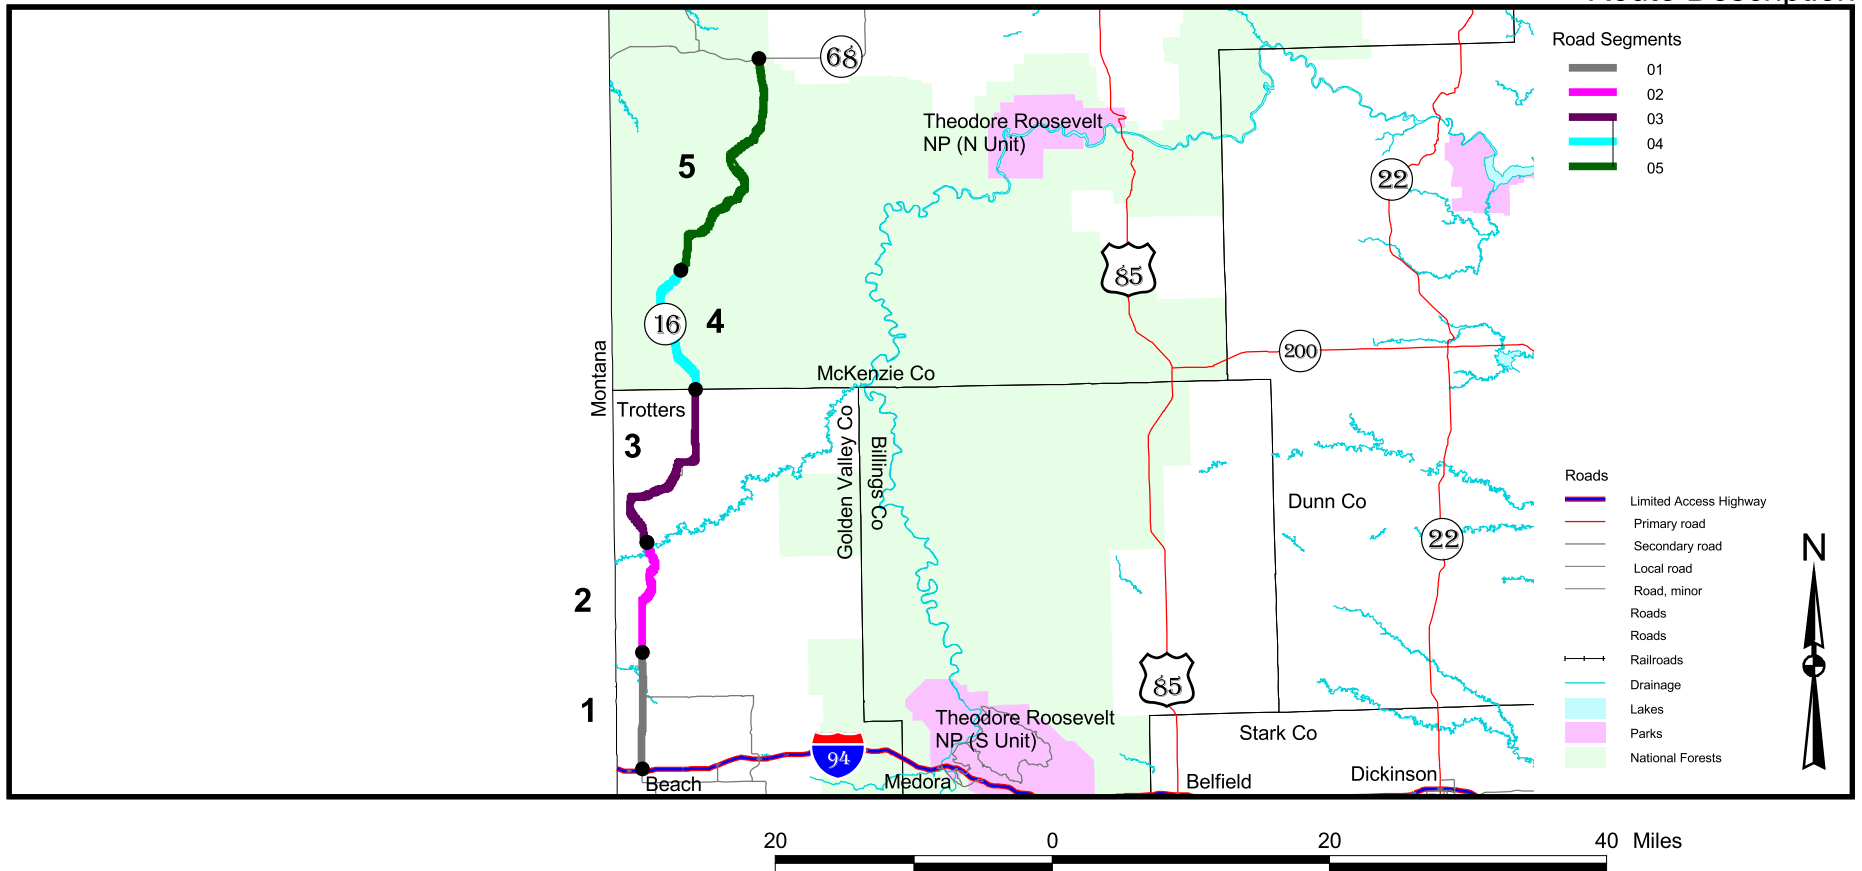 Route Description
68
Road Segments
01
02
03
04
05
Theodore Roosevelt
NP (N Unit)
5
22
85
16
4
200
Montana
McKenzie Co
Trotters
3
Golden Valley Co
Billings Co
Dunn Co
22
Roads
Limited Access Highway
Primary road
Secondary road
Local road
Road, minor
Roads
Roads
Railroads
Drainage
Lakes
Parks
National Forests
N
2
85
1
Theodore Roosevelt
NP (S Unit)
Stark Co
94
Beach
Medora
Belfield
Dickinson
20
0
20
40
Miles